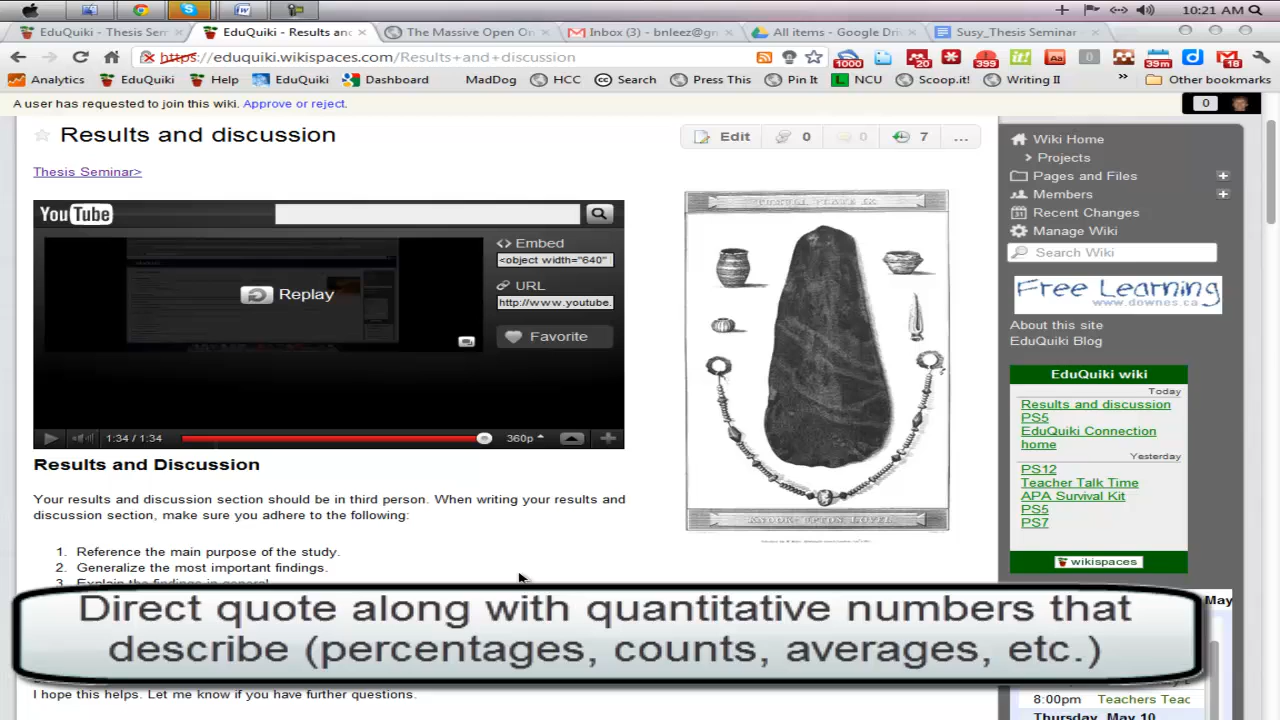 10:21 AM
EduQuiki - Thesis Sem
EduQuiki - Results and
The Massive Open On
Inbox (3) - bnleez@g
All items - Google Dri
Susy_Thesis Seminar
https://eduquiki.wikispaces.com/Results+and+discussion
Analytics
EduQuiki
Help
EduQuiki
Dashboard
MadDog
HCC
Search
Press This
Pin It
NCU
Scoop.it!
Writing II
Other bookmarks
A user has requested to join this wiki. Approve or reject.
0
Results and discussion
Edit
0
0
7
...
Thesis Seminar>
YouTube
Embed
<object width="640"
URL
http://www.youtube.
Favorite
Replay
1:34 / 1:34
360p
Results and Discussion
Your results and discussion section should be in third person. When writing your results and
discussion section, make sure you adhere to the following:
1. Reference the main purpose of the study.
2. Generalize the most important findings.
3. Explain the findings in general
Direct quote along with quantitative numbers that
describe (percentages, counts, averages, etc.)
I hope this helps. Let me know if you have further questions.
Wiki Home
Projects
Pages and Files
Members
Recent Changes
Manage Wiki
Search Wiki
Free Learning
www.downes.ca
About this site
EduQuiki Blog
EduQuiki wiki
Today
Results and discussion
PS5
EduQuiki Connection
home
Yesterday
PS12
Teacher Talk Time
APA Survival Kit
PS5
PS7
wikispaces
May
8:00pm Teachers Teac
Thursday, May 10